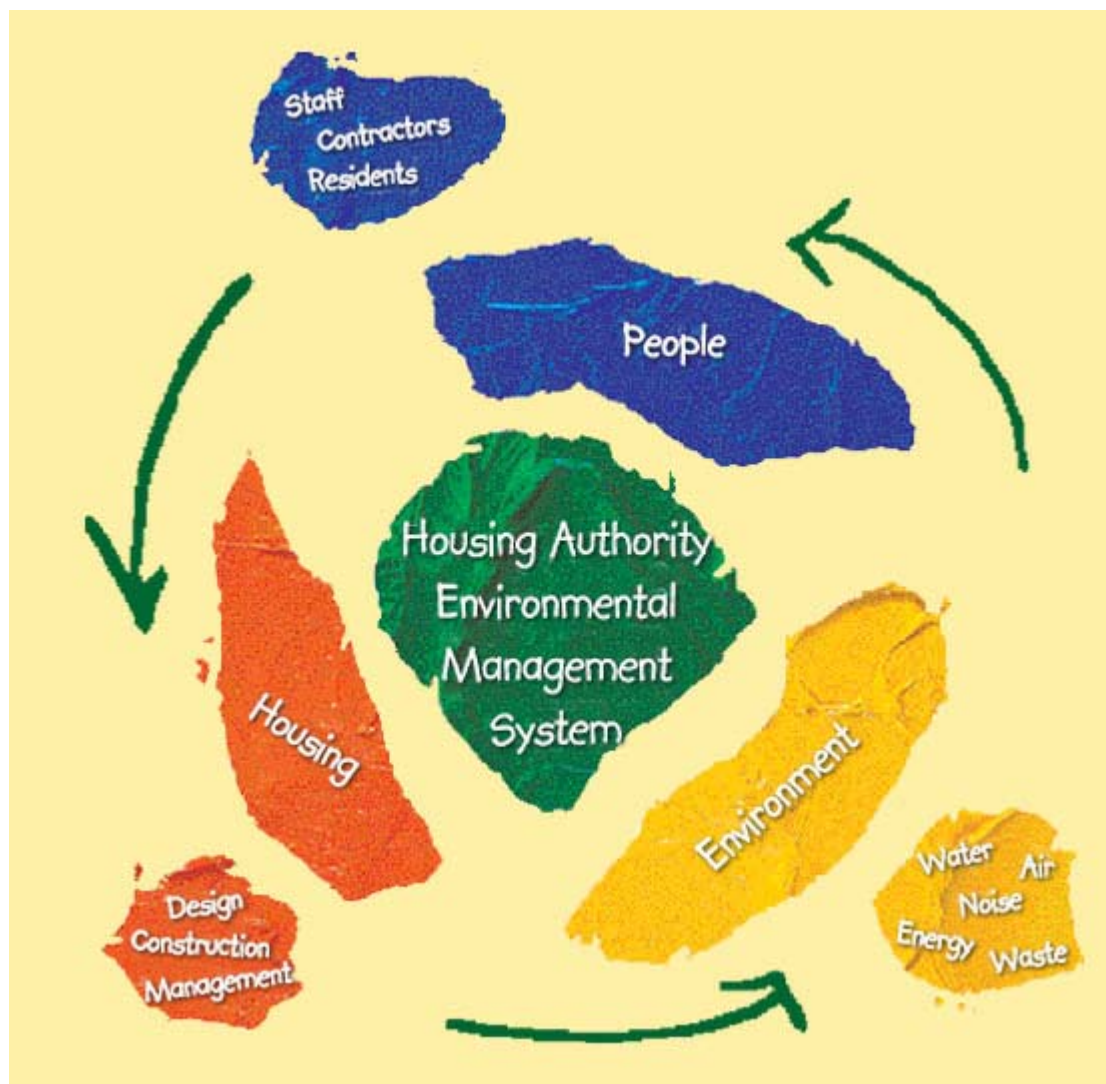 Staff
Contractors
Residents
People
Housing Authority
Environmental
Management
System
Housing
Environment
Design
Construction
Management
Water Air
Noise
Energy Waste